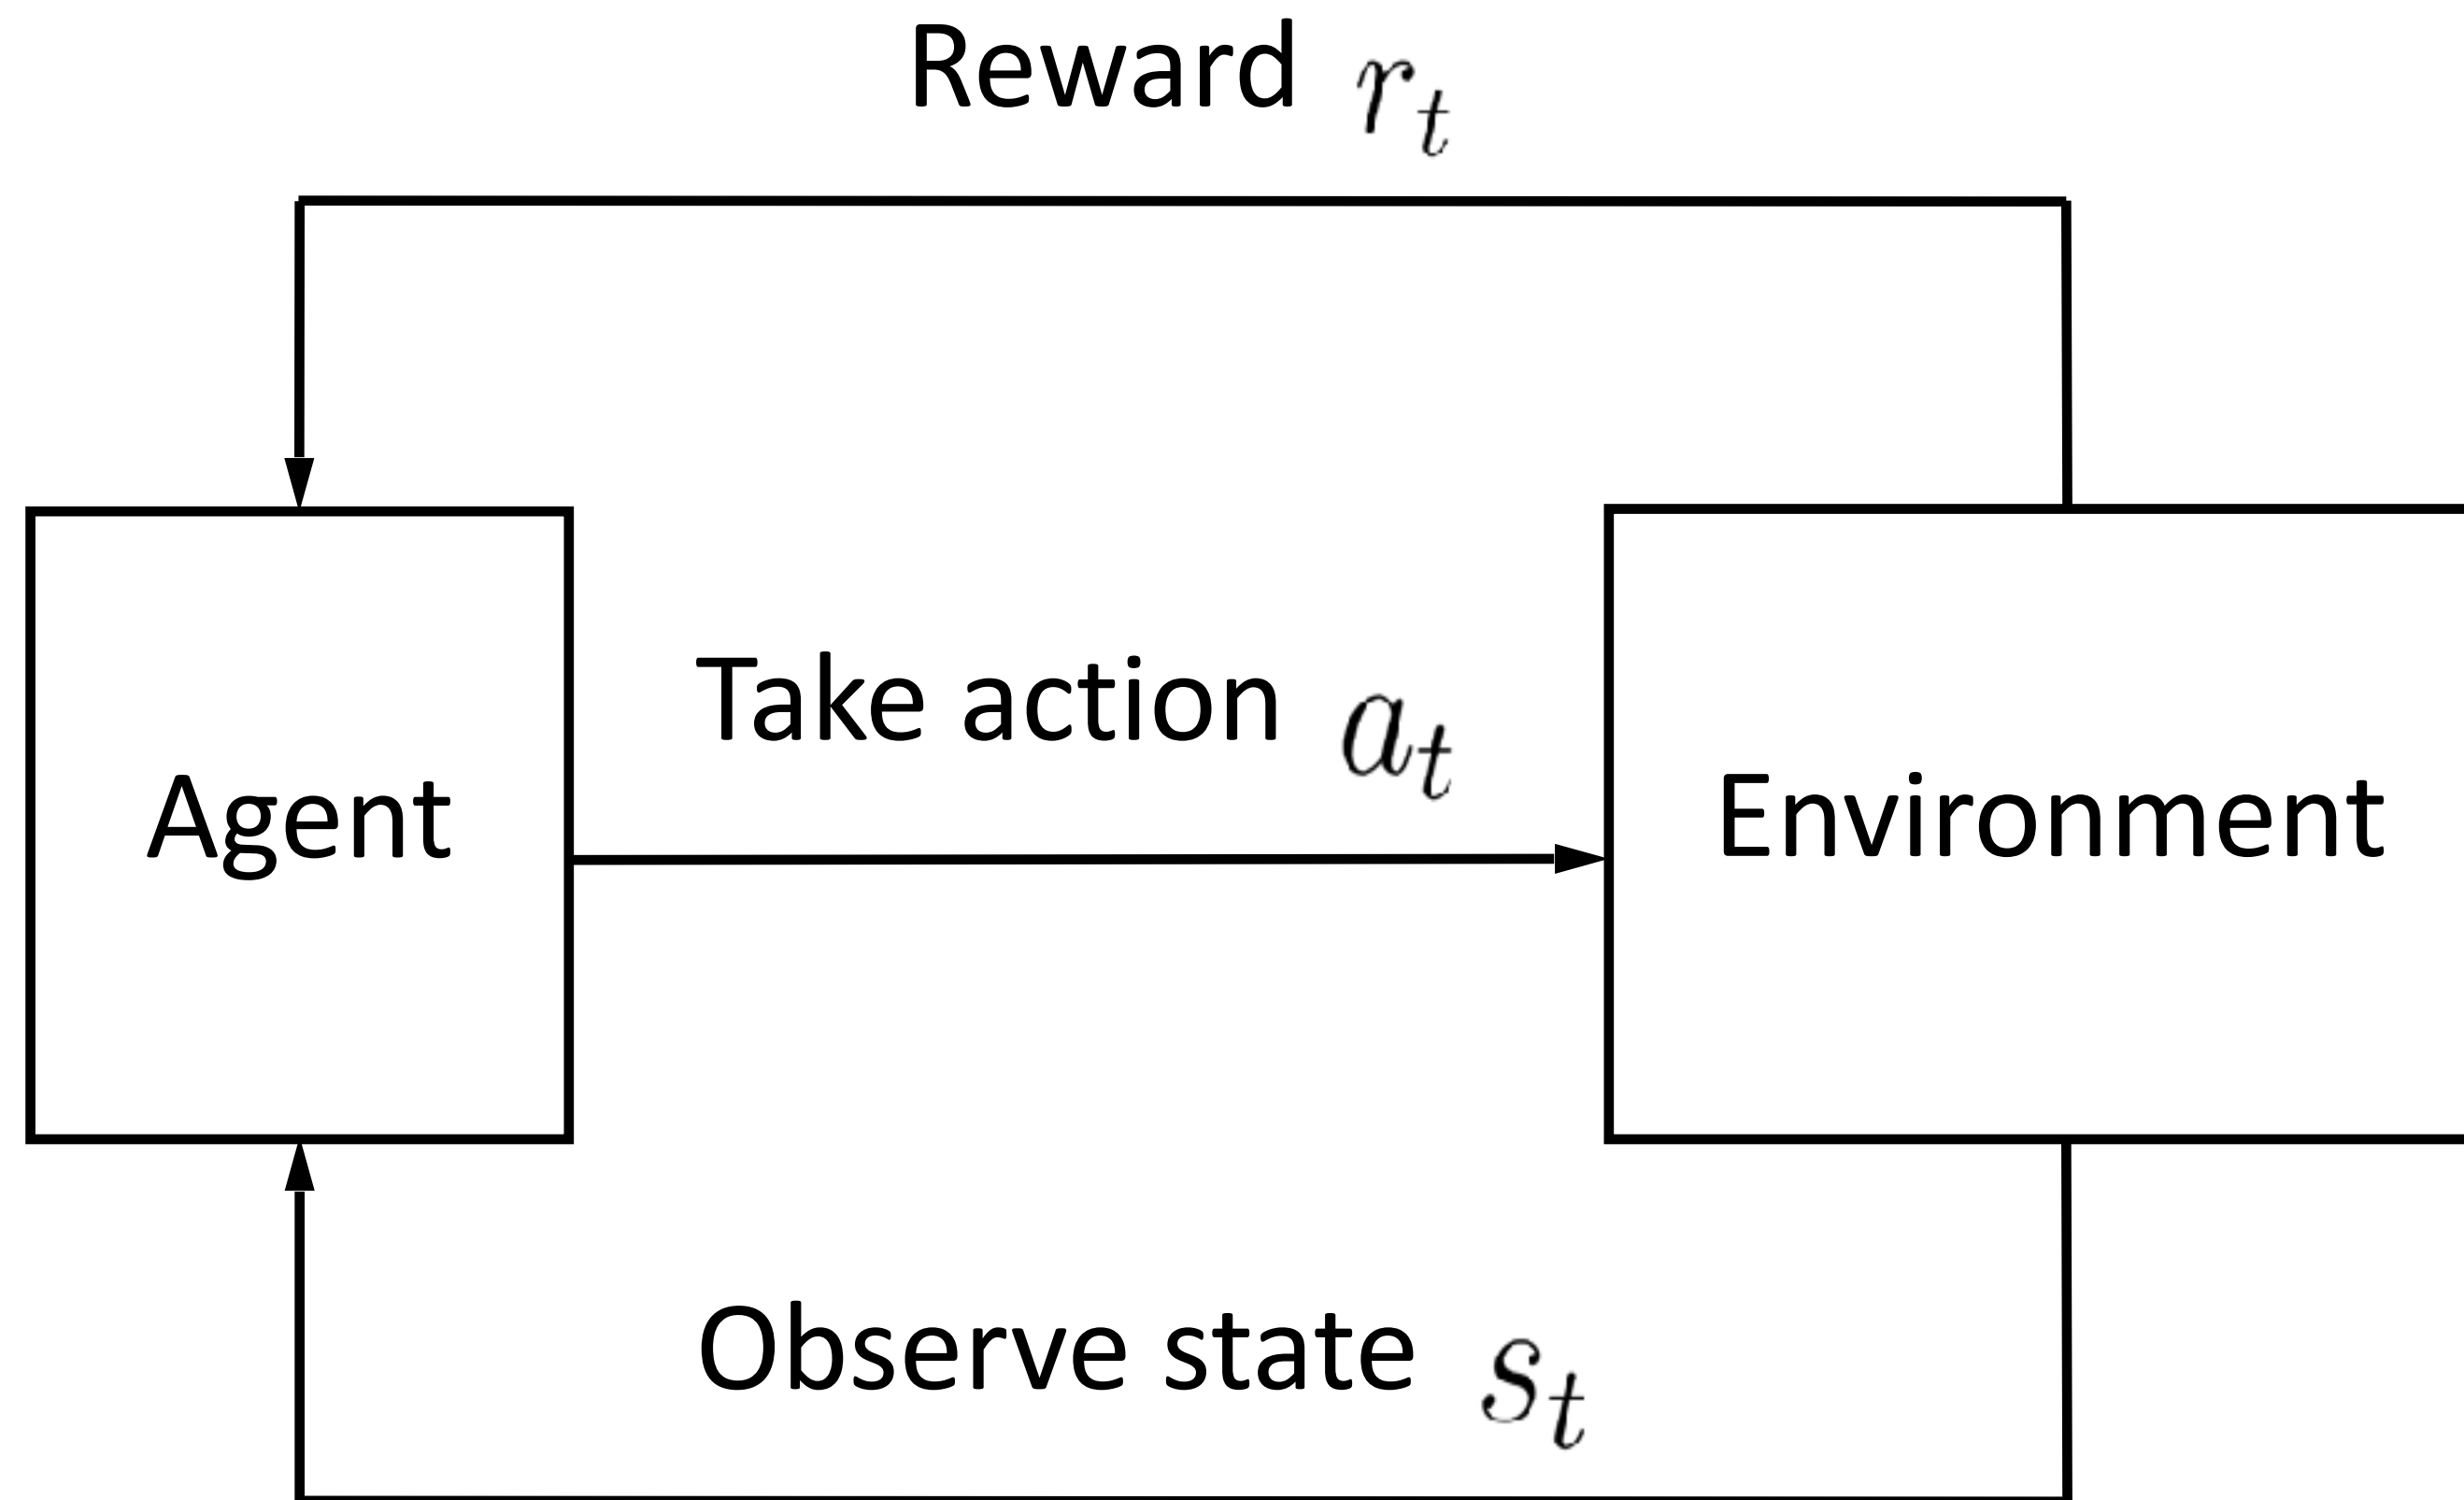 Reward r_t
Take action a_t
Agent
Environment
Observe state s_t